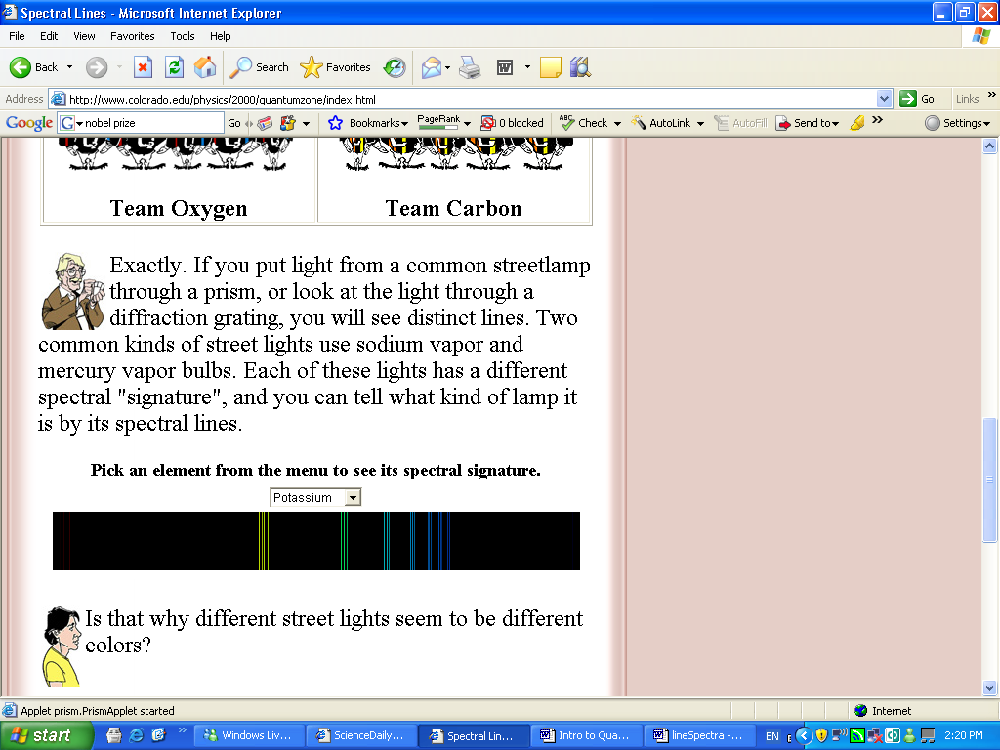 Spectral Lines - Microsoft Internet Explorer
File Edit View Favorites Tools Help
Back Search Favorites
Address http://www.colorado.edu/physics/2000/quantumzone/index.html Go Links »
Google G nobel prize Go Bookmarks PageRank 0 blocked ABC Check AutoLink AutoFill Send to » Settings
Team Oxygen Team Carbon
Exactly. If you put light from a common streetlamp
through a prism, or look at the light through a
diffraction grating, you will see distinct lines. Two
common kinds of street lights use sodium vapor and
mercury vapor bulbs. Each of these lights has a different
spectral "signature", and you can tell what kind of lamp it
is by its spectral lines.
Pick an element from the menu to see its spectral signature.
Potassium
Is that why different street lights seem to be different
colors?
Applet prism.PrismApplet started Internet
start » Windows Liv... ScienceDaily... Spectral Lin... Intro to Qua... lineSpectra -... EN 2:20 PM